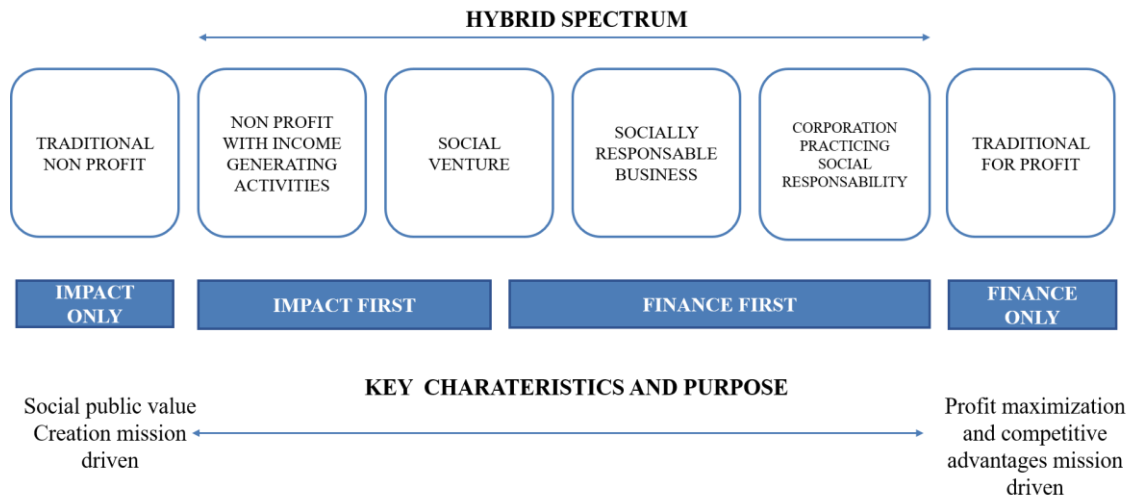 HYBRID SPECTRUM
TRADITIONAL
NON PROFIT
NON PROFIT
WITH INCOME
GENERATING
ACTIVITIES
SOCIAL
VENTURE
SOCIALLY
RESPONSABLE
BUSINESS
CORPORATION
PRACTICING
SOCIAL
RESPONSABILITY
TRADITIONAL
FOR PROFIT
IMPACT
ONLY
IMPACT FIRST
FINANCE FIRST
FINANCE
ONLY
KEY CHARATERISTICS AND PURPOSE
Social public value
Creation mission
driven
Profit maximization
and competitive
advantages mission
driven